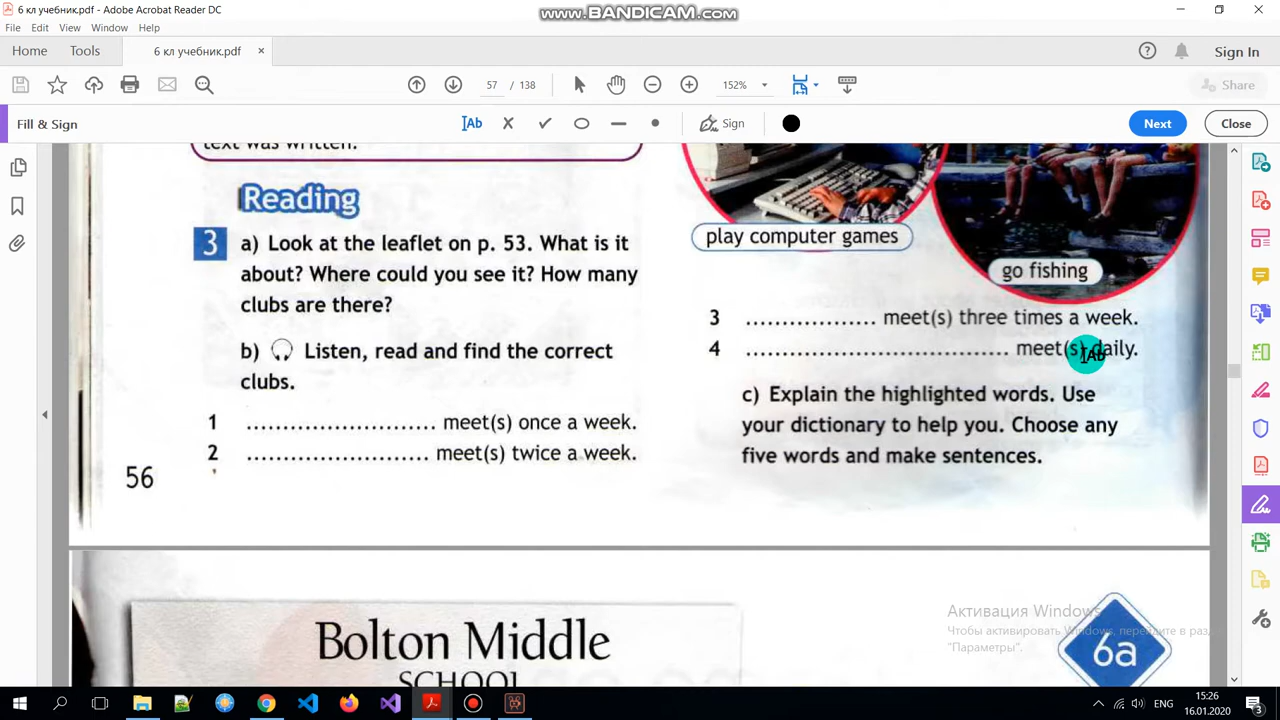 6 кл учебник.pdf - Adobe Acrobat Reader DC
www.BANDICAM.com
File Edit View Window Help
Home Tools 6 кл учебник.pdf × Sign In
57 / 138 152% Share
Fill & Sign Ab Sign Next Close
text was written.
Reading
3 a) Look at the leaflet on p. 53. What is it
about? Where could you see it? How many
clubs are there?
b) Listen, read and find the correct
clubs.
1 .......................... meet(s) once a week.
2 ......................... meet(s) twice a week.
56
play computer games
go fishing
3 .................. meet(s) three times a week.
4 .................................... meet(s) daily.
c) Explain the highlighted words. Use
your dictionary to help you. Choose any
five words and make sentences.
Bolton Middle
SCHOOL
6a
Активация Windows
Чтобы активировать Windows, перейдите в раз
"Параметры".
ENG 15:26
16.01.2020
3